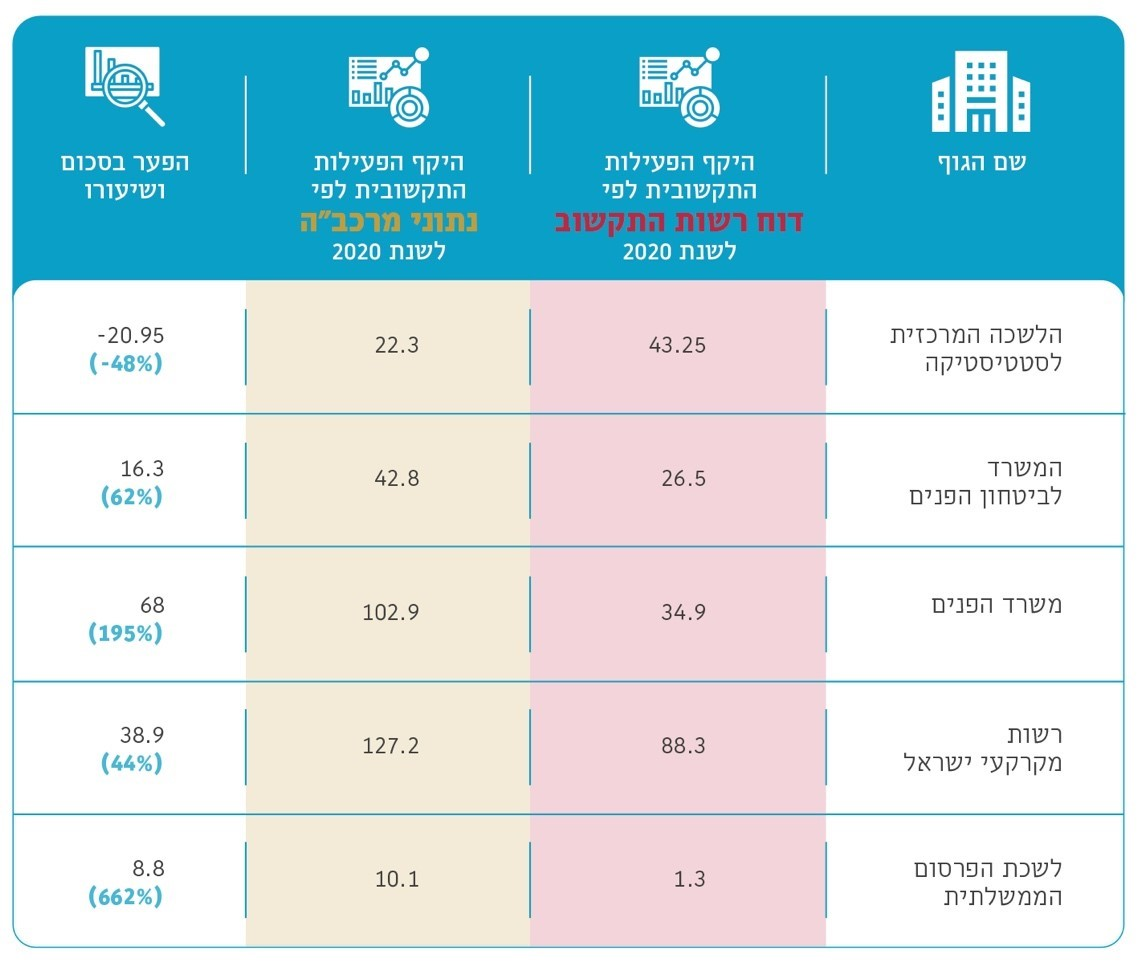 שם הגוף
היקף הפעילות
התקשובית לפי
דוח רשות התקשוב
לשנת 2020
היקף הפעילות
התקשובית לפי
נתוני מרכב"ה
לשנת 2020
הפער בסכום
ושיעורו
הלשכה המרכזית
לסטטיסטיקה
43.25
22.3
-20.95
(-48%)
המשרד
לביטחון הפנים
26.5
42.8
16.3
(62%)
משרד הפנים
34.9
102.9
68
(195%)
רשות
מקרקעי ישראל
88.3
127.2
38.9
(44%)
לשכת הפרסום
הממשלתית
1.3
10.1
8.8
(662%)